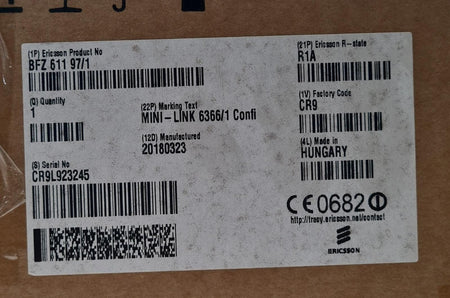 (1P) Ericsson Product No
BFZ 611 97/1
(21P) Ericsson R-state
R1A
(Q) Quantity
1
(22P) Marking Text
MINI-LINK 6366/1 Confi
(1V) Factory Code
CR9
(12D) Manufactured
20180323
(4L) Made in
HUNGARY
(S) Serial No
CR9L923245
CE0682
http://tracy.ericsson.net/contact
ERICSSON